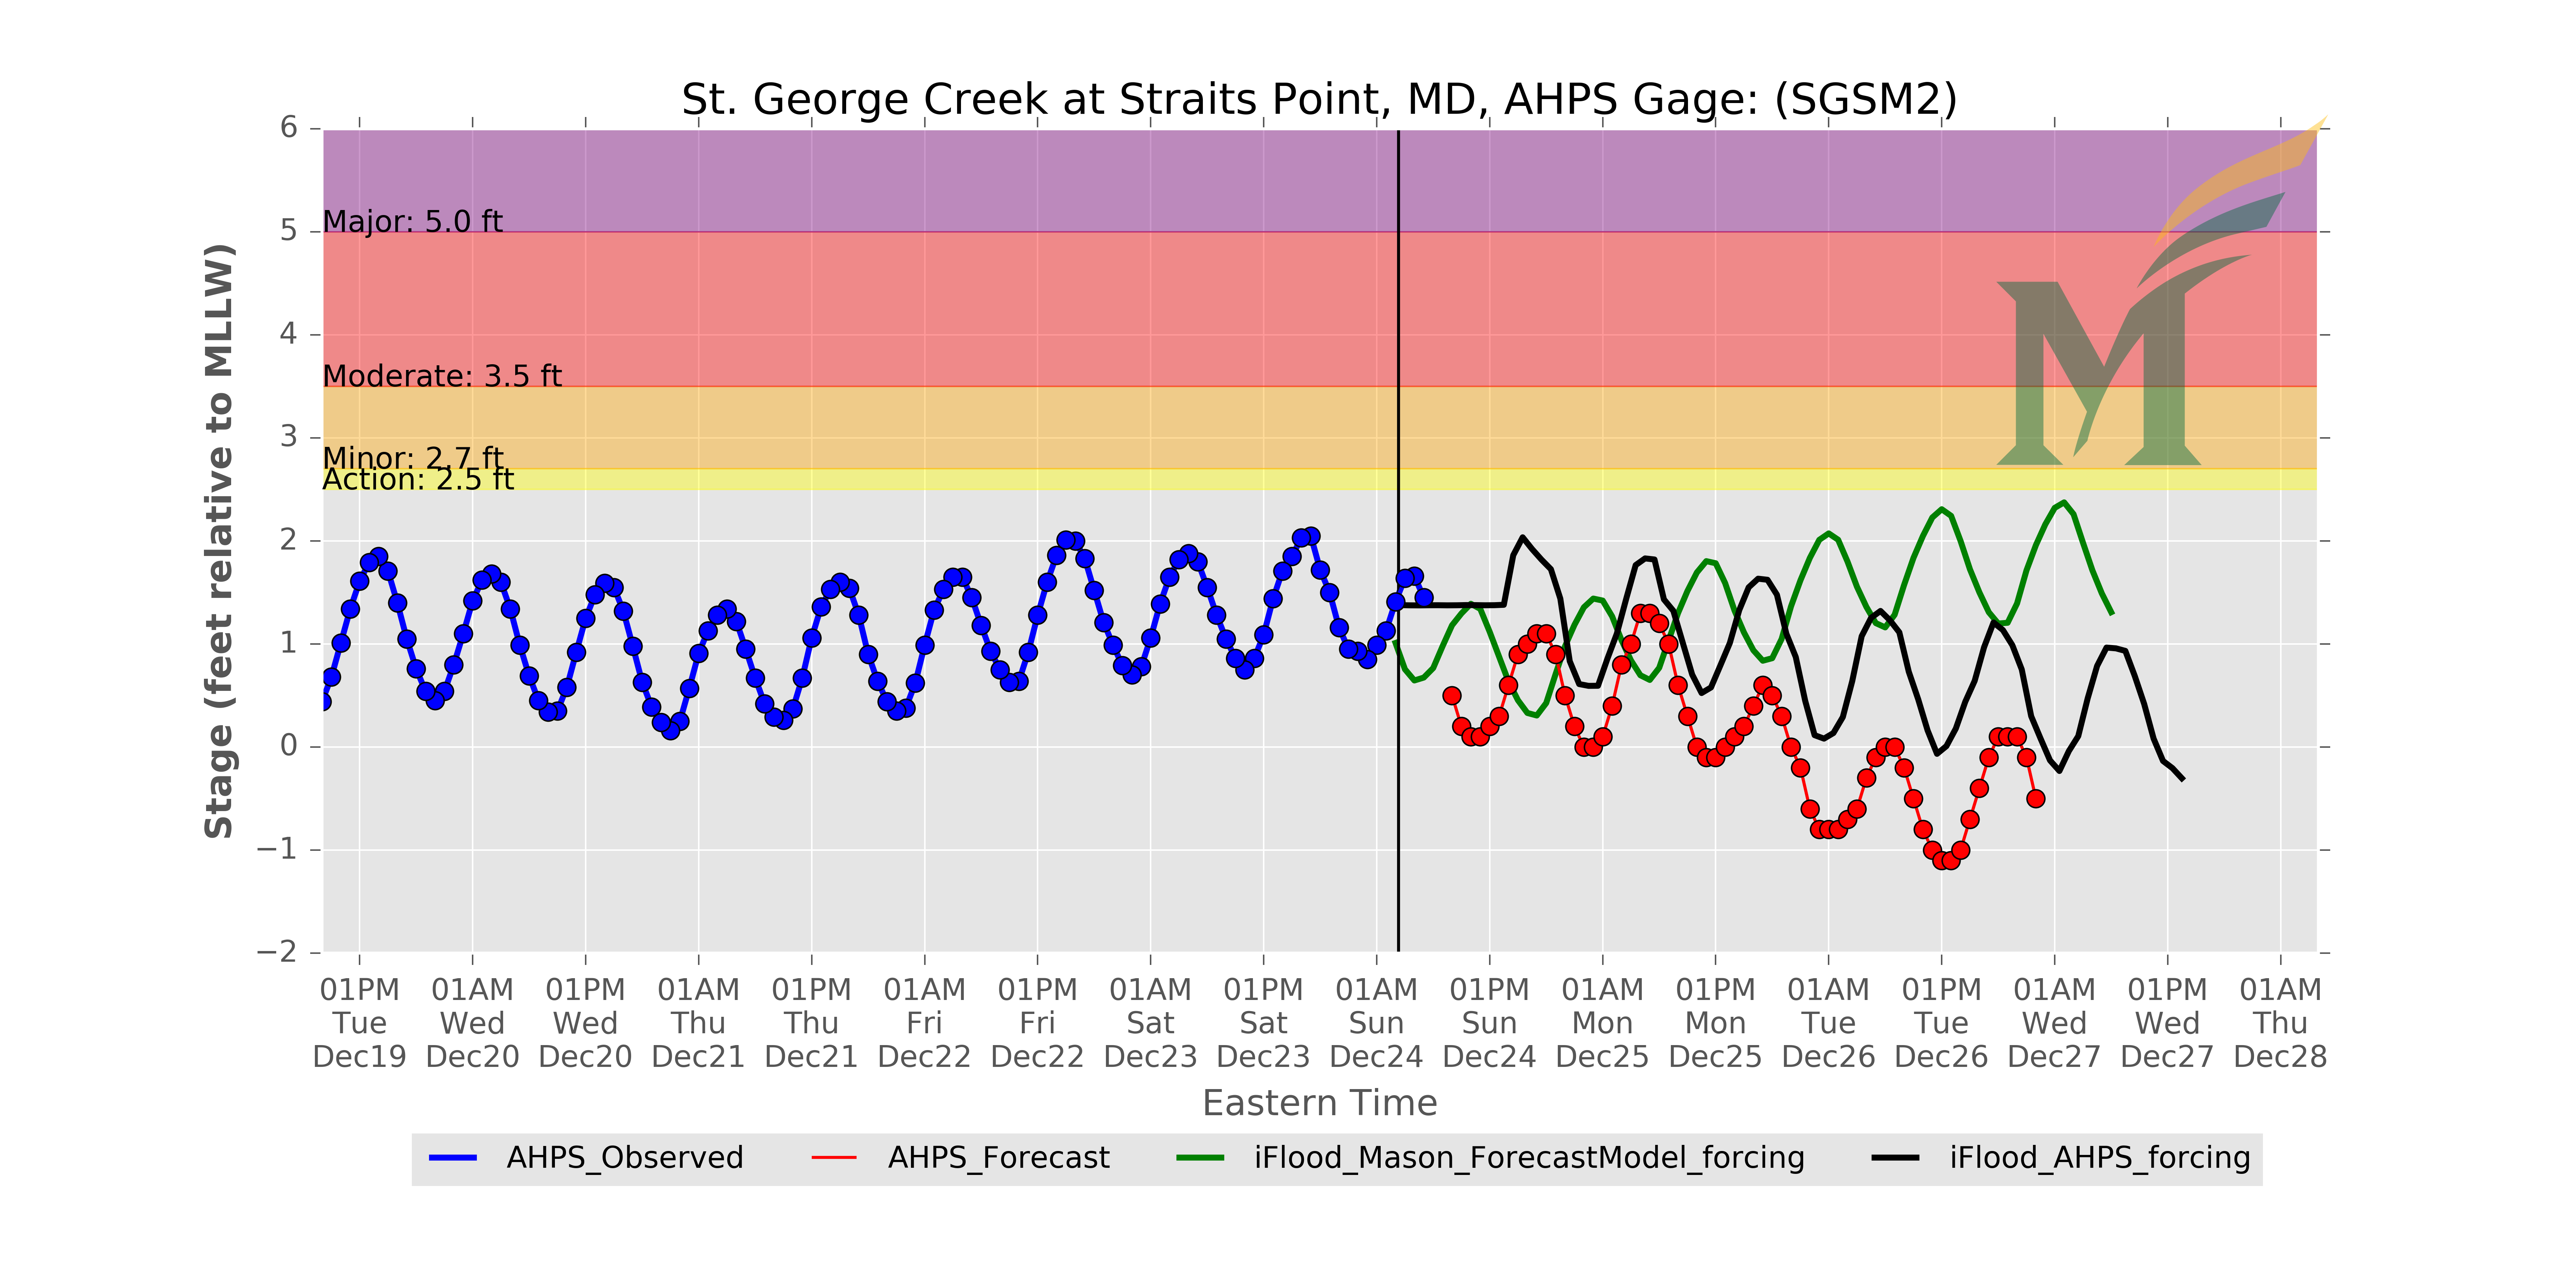 St. George Creek at Straits Point, MD, AHPS Gage: (SGSM2)
6
5
4
3
2
1
0
−1
−2
Stage (feet relative to MLLW)
Major: 5.0 ft
Moderate: 3.5 ft
Minor: 2.7 ft
Action: 2.5 ft
M
01PM 01AM 01PM 01AM 01PM 01AM 01PM 01AM 01PM 01AM 01PM 01AM 01PM 01AM 01PM 01AM 01PM 01AM
Tue Wed Wed Thu Thu Fri Fri Sat Sat Sun Sun Mon Mon Tue Tue Wed Wed Thu
Dec19 Dec20 Dec20 Dec21 Dec21 Dec22 Dec22 Dec23 Dec23 Dec24 Dec24 Dec25 Dec25 Dec26 Dec26 Dec27 Dec27 Dec28
Eastern Time
AHPS_Observed AHPS_Forecast iFlood_Mason_ForecastModel_forcing iFlood_AHPS_forcing